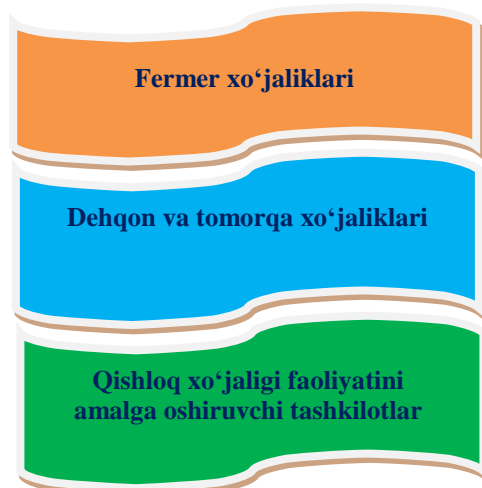 Fermer xo‘jaliklari
Dehqon va tomorqa xo‘jaliklari
Qishloq xo‘jaligi faoliyatini
amalga oshiruvchi tashkilotlar